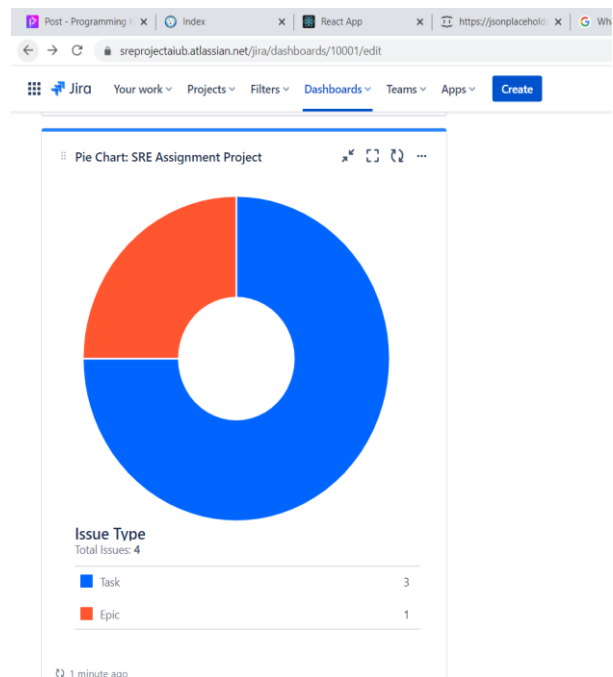 Post - Programming
Index
React App
https://jsonplacehold
Wh
sreprojectaiub.atlassian.net/jira/dashboards/10001/edit
Jira Your work Projects Filters Dashboards Teams Apps Create
Pie Chart: SRE Assignment Project
Issue Type
Total Issues: 4
Task 3
Epic 1
1 minute ago